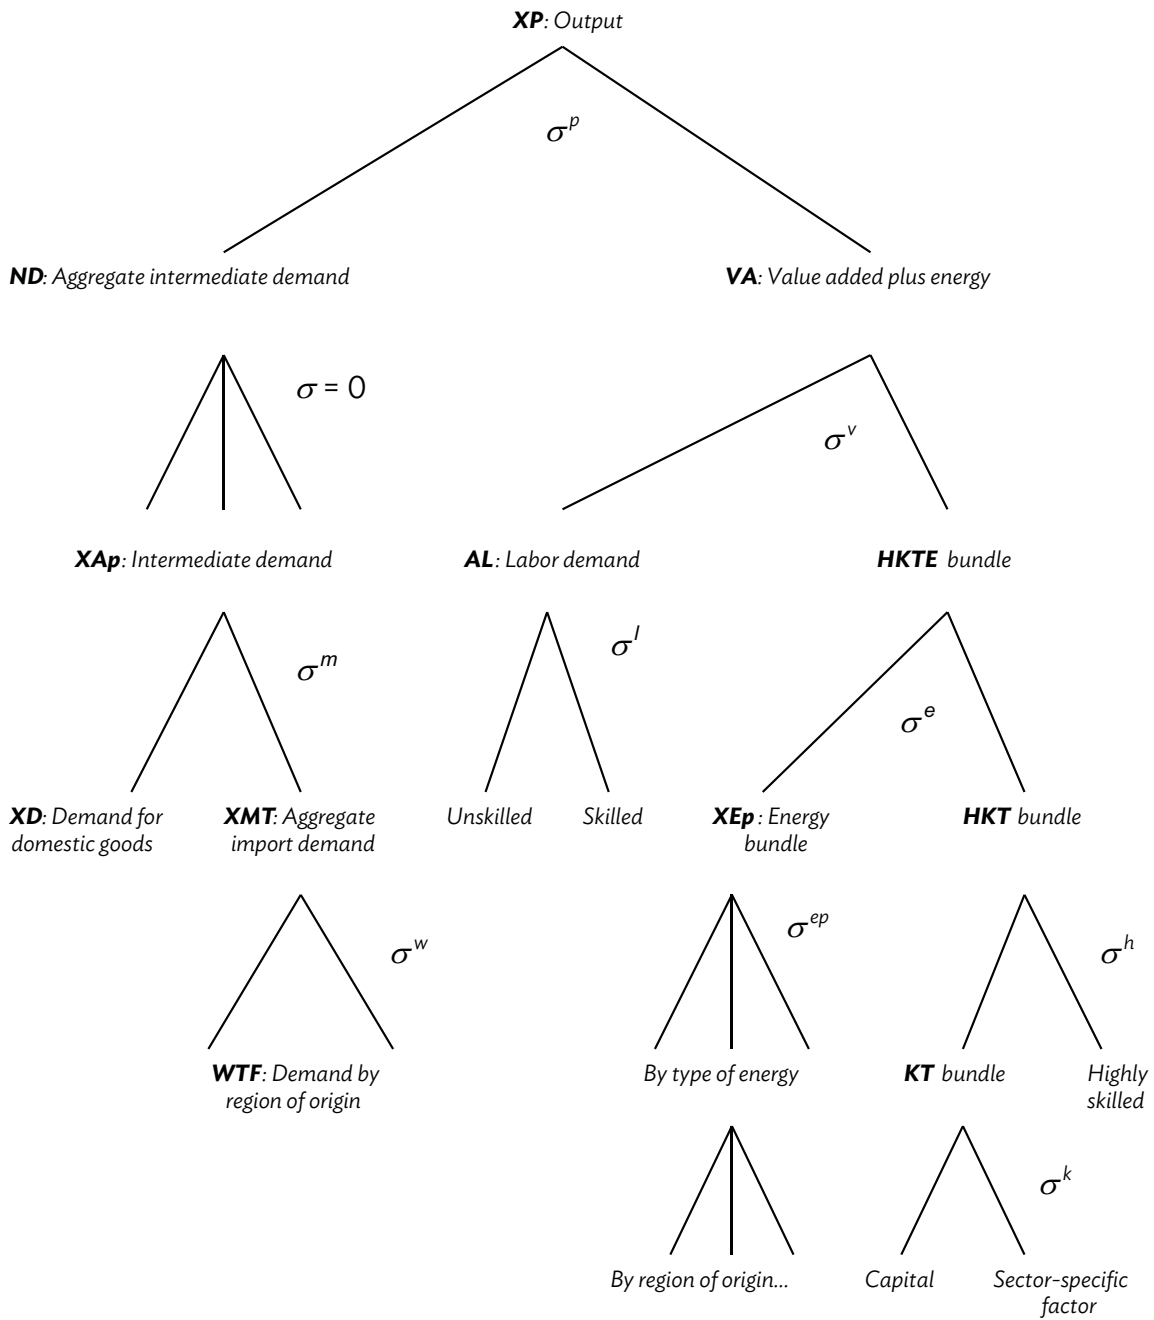 XP: Output
σ^p
ND: Aggregate intermediate demand
VA: Value added plus energy
σ = 0
σ^v
XAp: Intermediate demand
AL: Labor demand
HKTE bundle
σ^m
σ^l
σ^e
XD: Demand for
domestic goods
XMT: Aggregate
import demand
Unskilled
Skilled
XEp : Energy
bundle
HKT bundle
σ^w
σ^ep
σ^h
WTF: Demand by
region of origin
By type of energy
KT bundle
Highly
skilled
σ^k
By region of origin...
Capital
Sector-specific
factor